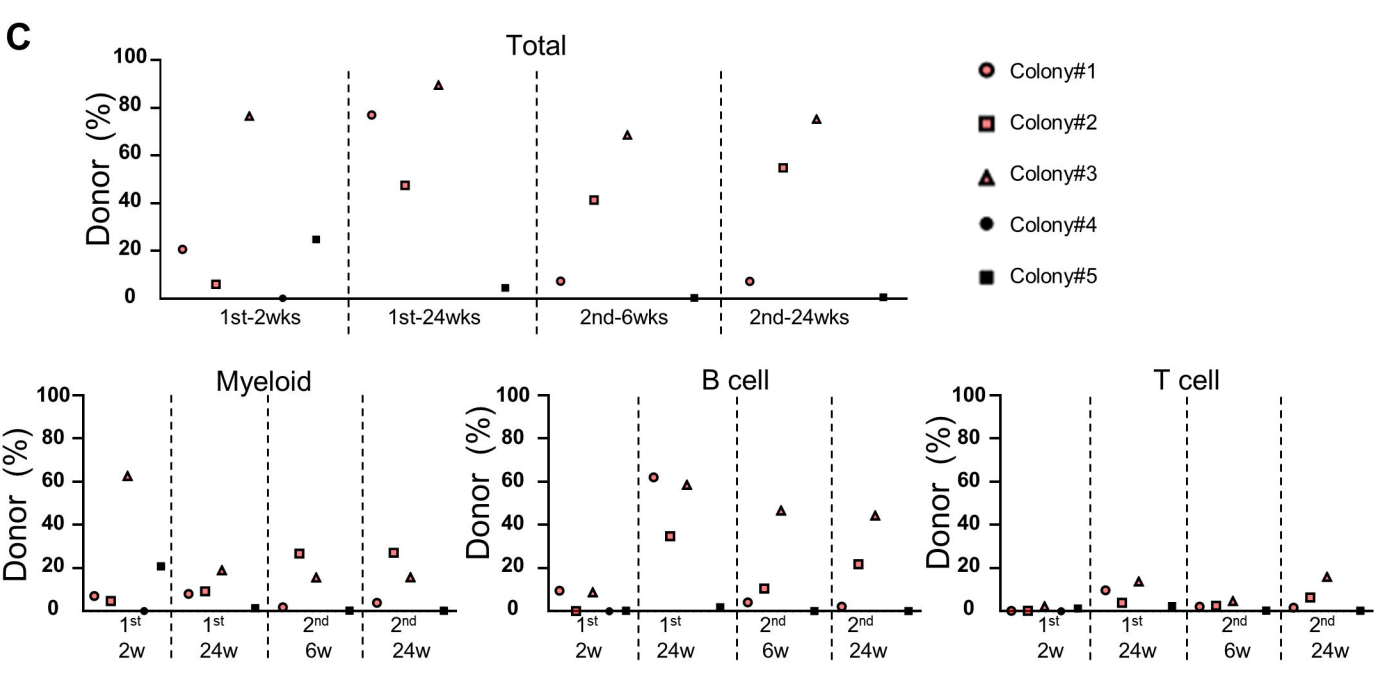 C
Total
Donor (%)
100
80
60
40
20
0
1st-2wks
1st-24wks
2nd-6wks
2nd-24wks
Colony#1
Colony#2
Colony#3
Colony#4
Colony#5
Myeloid
Donor (%)
100
80
60
40
20
0
1st 2nd 2nd
1st
2w 24w 6w 24w
B cell
Donor (%)
100
80
60
40
20
0
1st 1st 2nd 2nd
2w 24w 6w 24w
T cell
Donor (%)
100
80
60
40
20
0
1st 1st 2nd 2nd
2w 24w 6w 24w